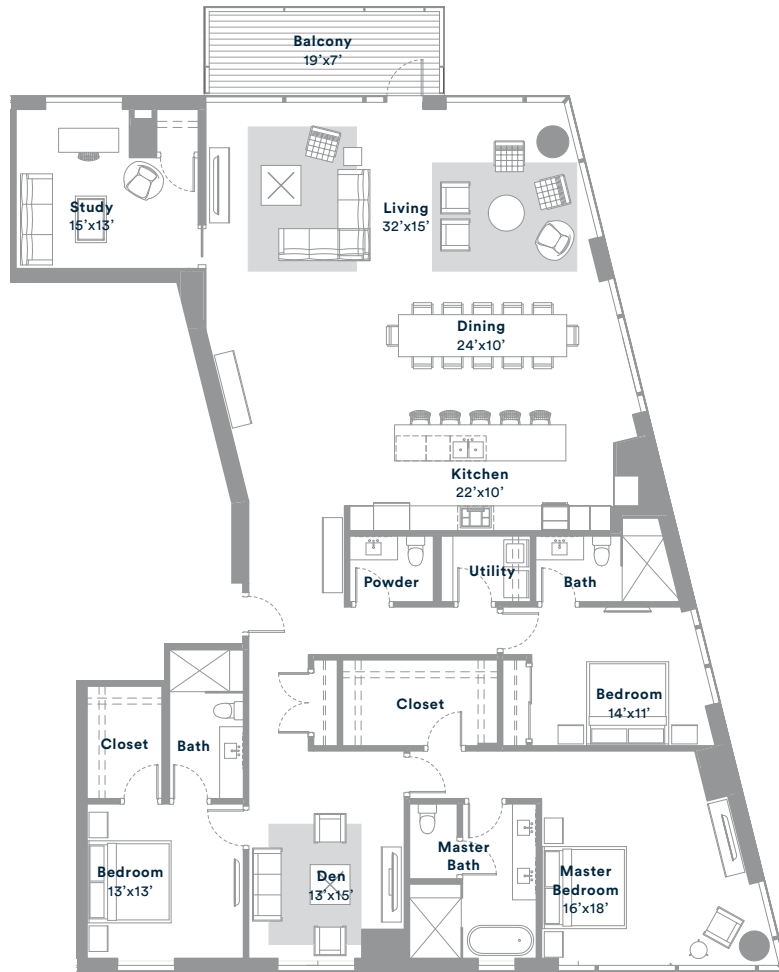 Balcony
19’x7’
Study
15’x13’
Living
32’x15’
Dining
24’x10’
Kitchen
22’x10’
Powder
Utility
Bath
Bedroom
14’x11’
Closet
Closet
Bath
Bedroom
13’x13’
Den
13’x15’
Master
Bath
Master
Bedroom
16’x18’